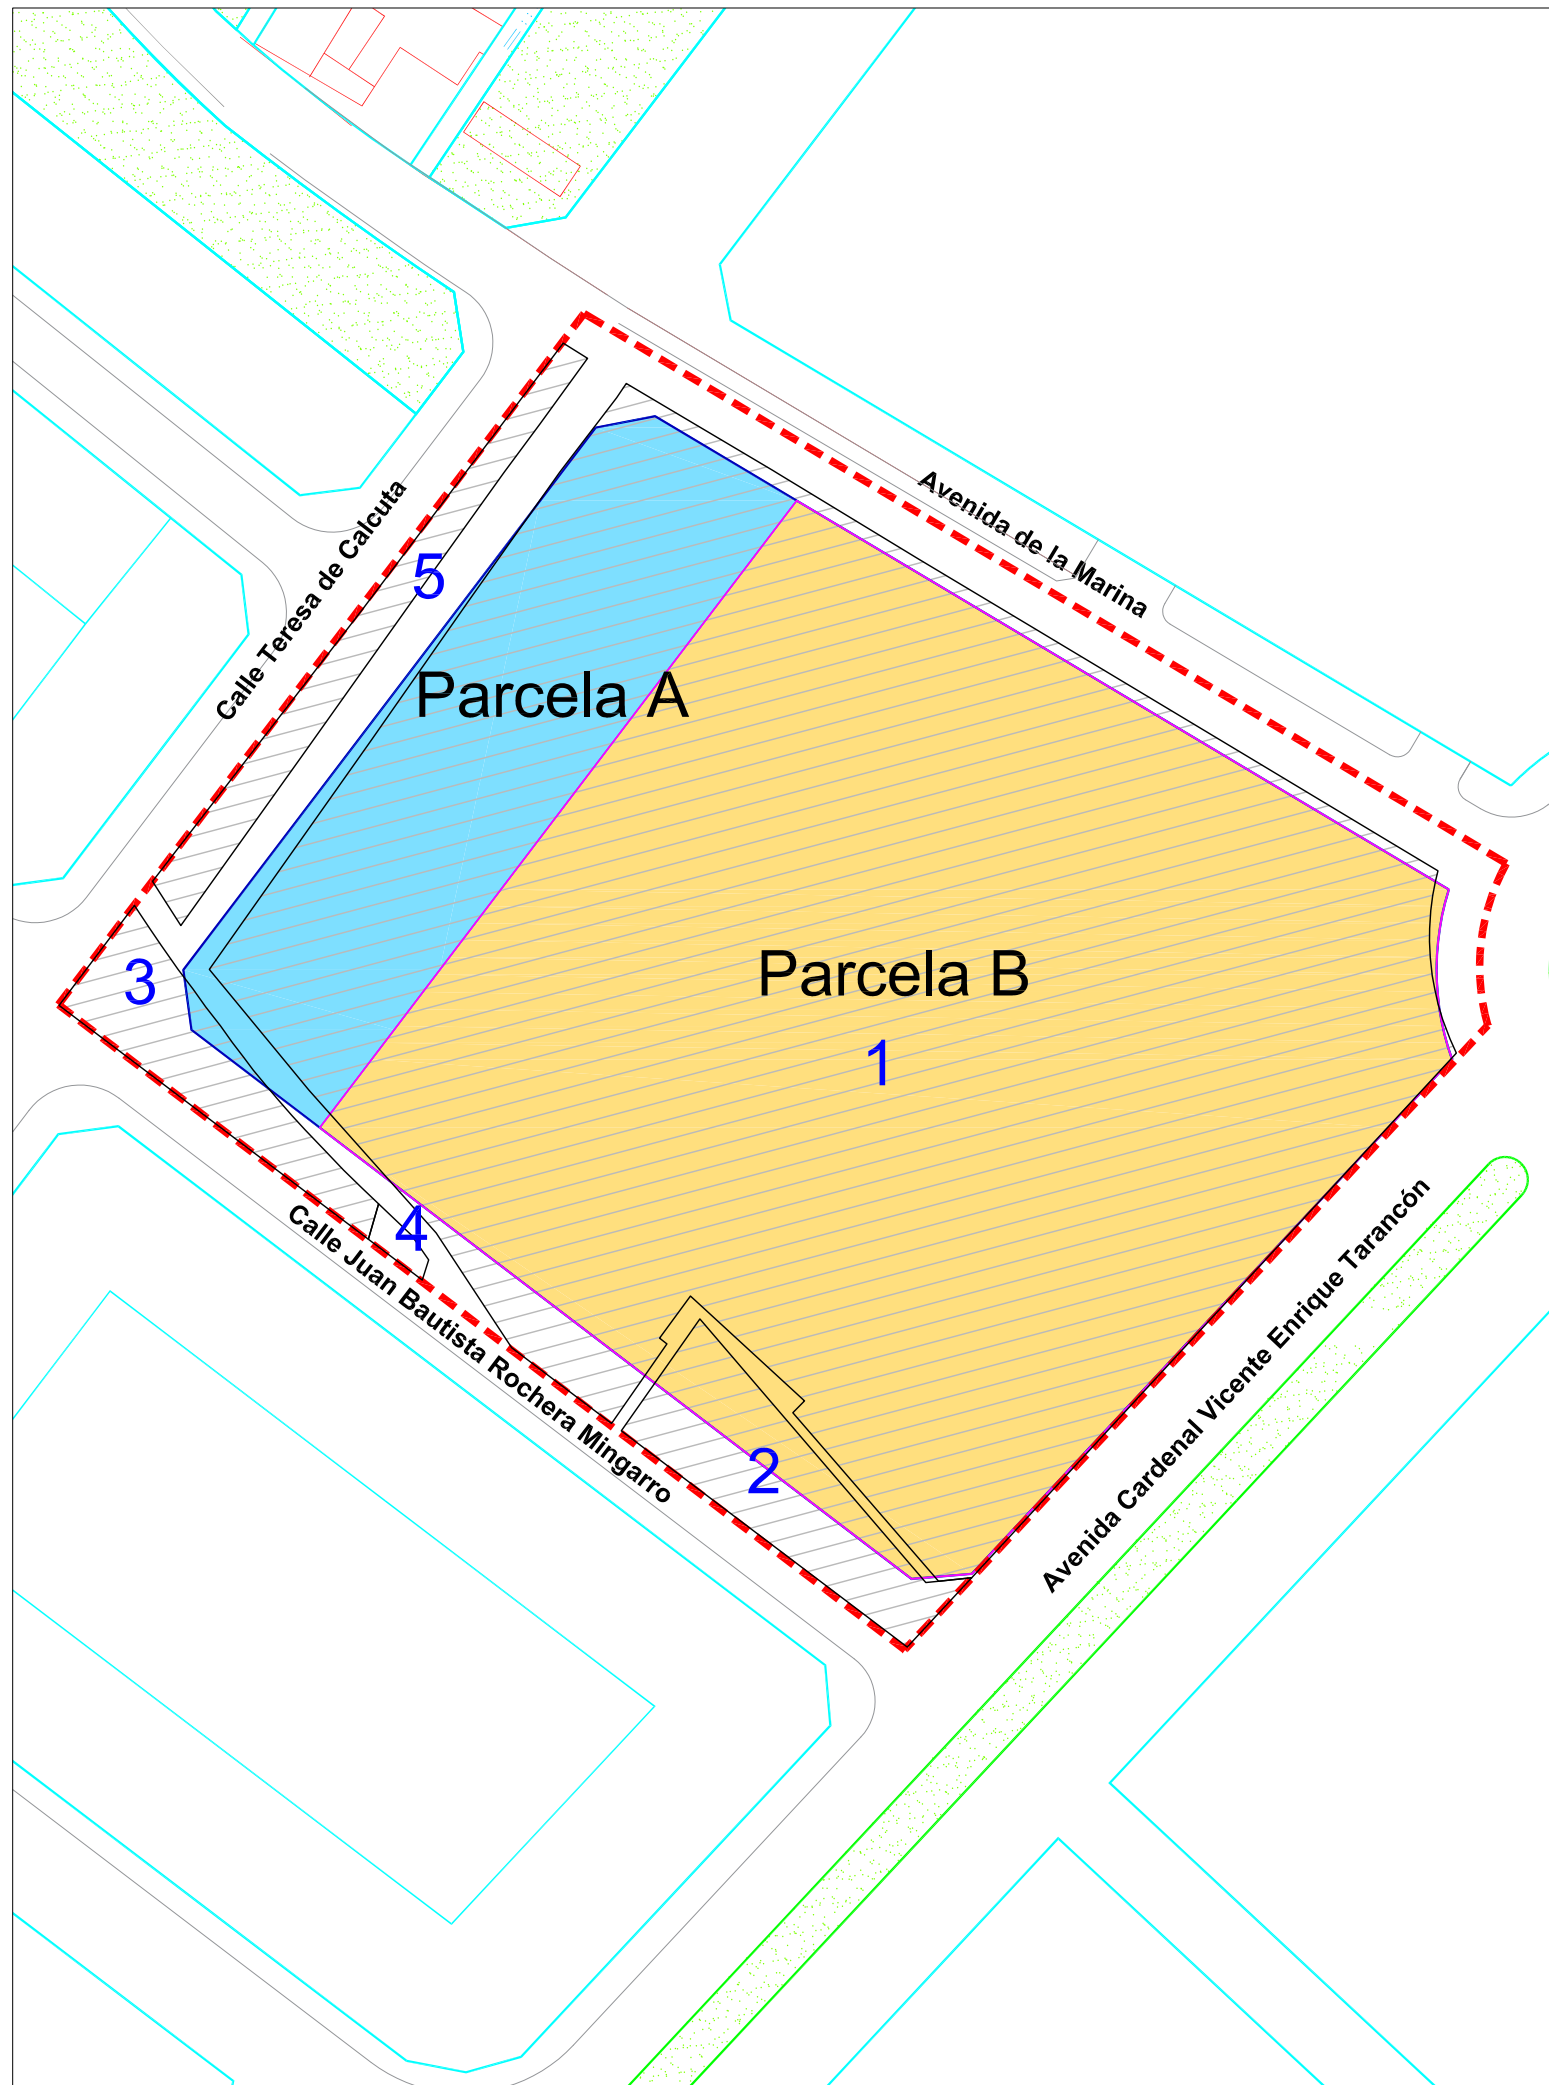 Avenida de la Marina
Calle Teresa de Calcuta
5
Parcela A
Parcela B
3
1
4
Calle Juan Bautista Rochera Mingarro
2
Avenida Cardenal Vicente Enrique Tarancón